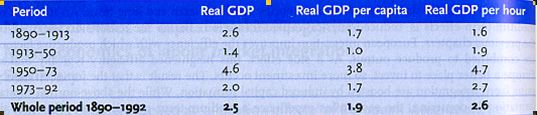 Period Real GDP Real GDP per capita Real GDP per hour
1890–1913 2.6 1.7 1.6
1913–50 1.4 1.0 1.9
1950–73 4.6 3.8 4.7
1973–92 2.0 1.7 2.7
Whole period 1890–1992 2.5 1.9 2.6